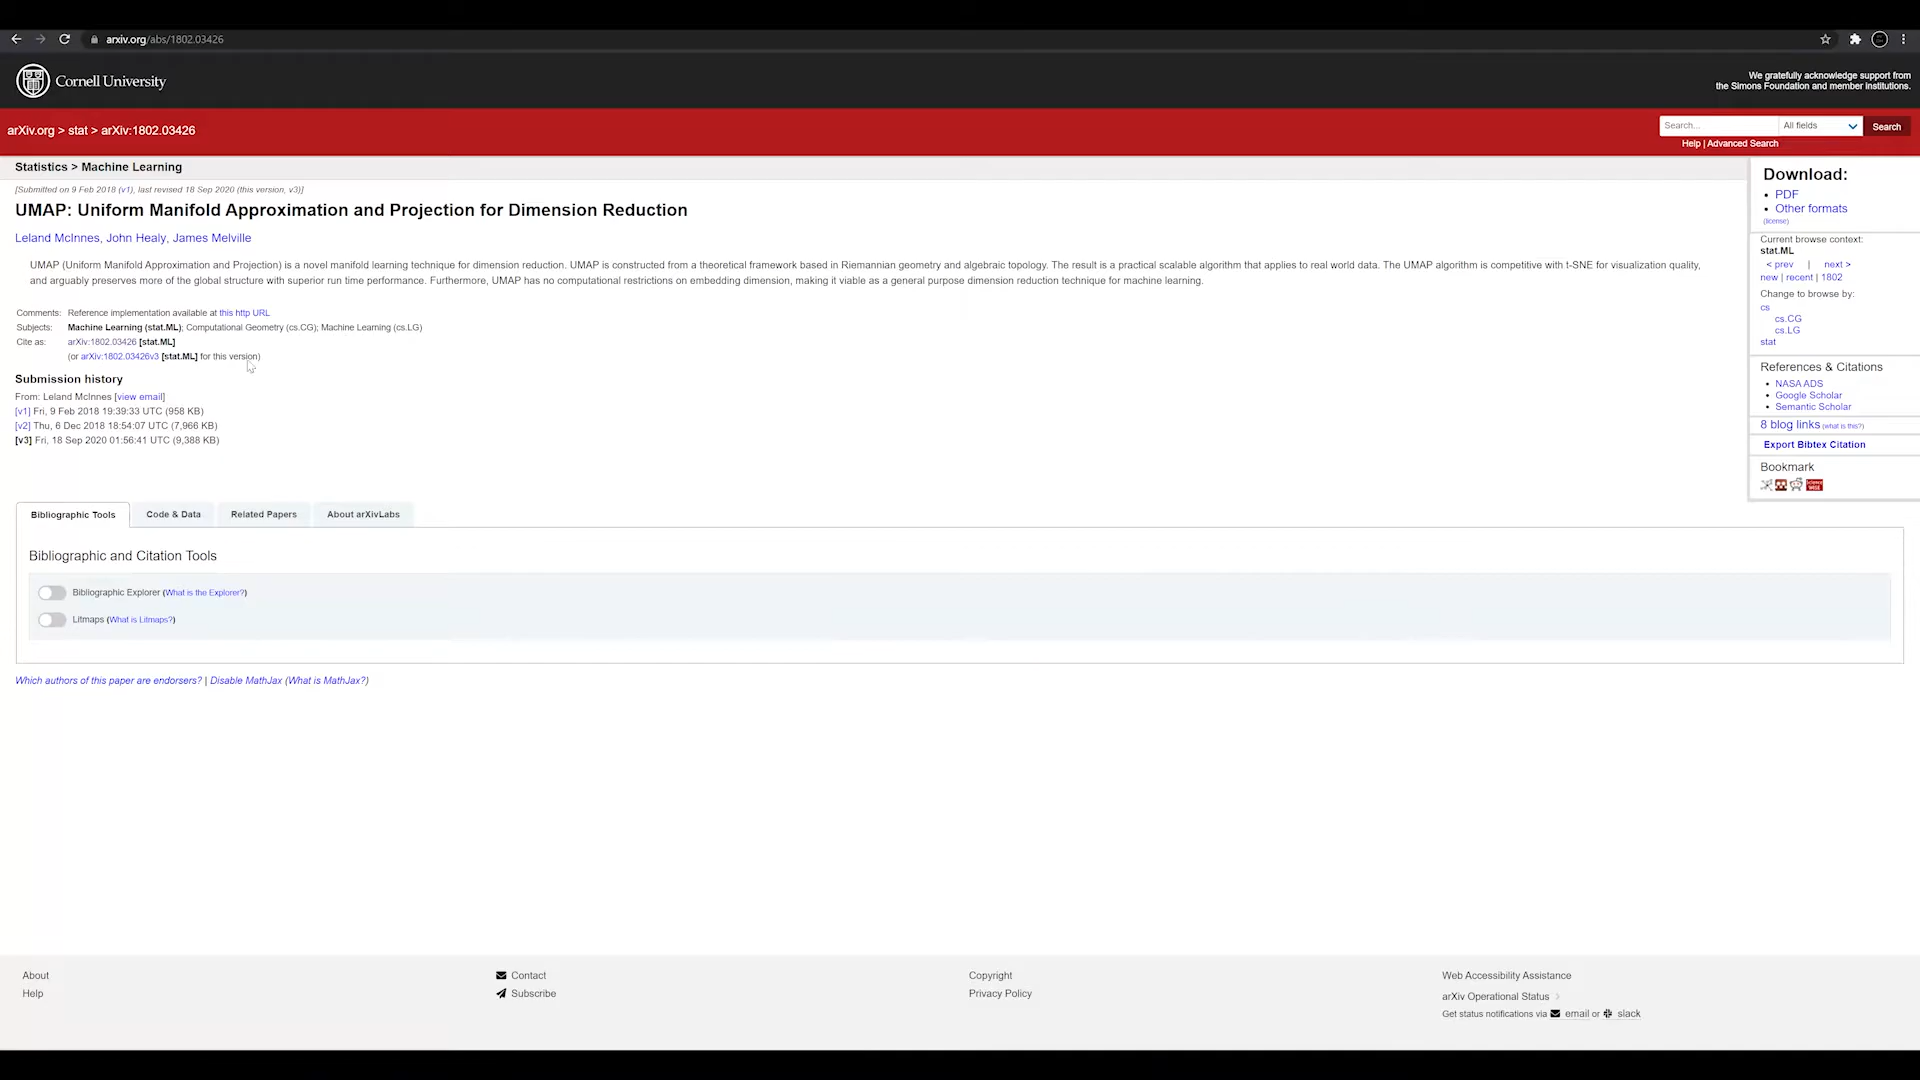 arxiv.org/abs/1802.03426
Cornell University
We gratefully acknowledge support from
the Simons Foundation and member institutions.
arXiv.org > stat > arXiv:1802.03426
Search...
All fields
Search
Help | Advanced Search
Statistics > Machine Learning
[Submitted on 9 Feb 2018 (v1), last revised 18 Sep 2020 (this version, v3)]
UMAP: Uniform Manifold Approximation and Projection for Dimension Reduction
Leland McInnes, John Healy, James Melville
UMAP (Uniform Manifold Approximation and Projection) is a novel manifold learning technique for dimension reduction. UMAP is constructed from a theoretical framework based in Riemannian geometry and algebraic topology. The result is a practical scalable algorithm that applies to real world data. The UMAP algorithm is competitive with t-SNE for visualization quality,
and arguably preserves more of the global structure with superior run time performance. Furthermore, UMAP has no computational restrictions on embedding dimension, making it viable as a general purpose dimension reduction technique for machine learning.
Comments: Reference implementation available at this http URL
Subjects: Machine Learning (stat.ML); Computational Geometry (cs.CG); Machine Learning (cs.LG)
Cite as: arXiv:1802.03426 [stat.ML]
(or arXiv:1802.03426v3 [stat.ML] for this version)
Submission history
From: Leland McInnes [view email]
[v1] Fri, 9 Feb 2018 19:39:33 UTC (958 KB)
[v2] Thu, 6 Dec 2018 18:54:07 UTC (7,966 KB)
[v3] Fri, 18 Sep 2020 01:56:41 UTC (9,388 KB)
Download:
PDF
Other formats
(license)
Current browse context:
stat.ML
< prev | next >
new | recent | 1802
Change to browse by:
cs
cs.CG
cs.LG
stat
References & Citations
NASA ADS
Google Scholar
Semantic Scholar
8 blog links (what is this?)
Export Bibtex Citation
Bookmark
Bibliographic Tools
Code & Data
Related Papers
About arXivLabs
Bibliographic and Citation Tools
Bibliographic Explorer (What is the Explorer?)
Litmaps (What is Litmaps?)
Which authors of this paper are endorsers? | Disable MathJax (What is MathJax?)
About
Help
Contact
Subscribe
Copyright
Privacy Policy
Web Accessibility Assistance
arXiv Operational Status
Get status notifications via email or slack